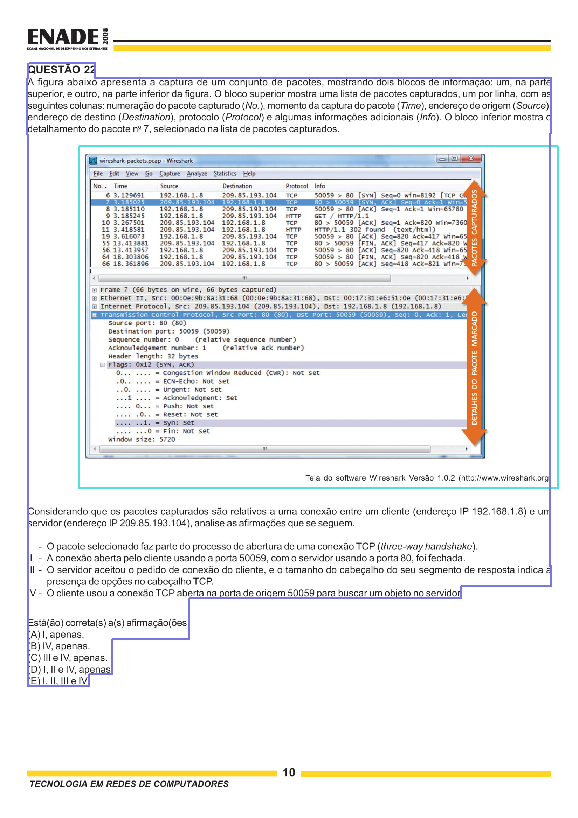 ENADE 2008
EXAME NACIONAL DE DESEMPENHO DOS ESTUDANTES
QUESTÃO 22
A figura abaixo apresenta a captura de um conjunto de pacotes, mostrando dois blocos de informação: um, na parte
superior, e outro, na parte inferior da figura. O bloco superior mostra uma lista de pacotes capturados, um por linha, com as
seguintes colunas: numeração do pacote capturado (No.), momento da captura do pacote (Time), endereço de origem (Source),
endereço de destino (Destination), protocolo (Protocol) e algumas informações adicionais (Info). O bloco inferior mostra o
detalhamento do pacote nº 7, selecionado na lista de pacotes capturados.
wireshark-packets.pcap - Wireshark
File Edit View Go Capture Analyze Statistics Help
No. . Time Source Destination Protocol Info
6 3.129691 192.168.1.8 209.85.193.104 TCP 50059 > 80 [SYN] Seq=0 Win=8192 [TCP
7 3.185025 209.85.193.104 192.168.1.8 TCP 80 > 50059 [SYN, ACK] Seq=0 Ack=1
8 3.185110 192.168.1.8 209.85.193.104 TCP 50059 > 80 [ACK] Seq=1 Ack=1 Win=65780
9 3.185245 192.168.1.8 209.85.193.104 HTTP GET / HTTP/1.1
10 3.267501 209.85.193.104 192.168.1.8 TCP 80 > 50059 [ACK] Seq=1 Ack=820 Win=7360
11 3.418581 209.85.193.104 192.168.1.8 HTTP HTTP/1.1 302 Found (text/html)
19 3.616073 192.168.1.8 209.85.193.104 TCP 50059 > 80 [ACK] Seq=820 Ack=417 Win=65
55 13.413881 209.85.193.104 192.168.1.8 TCP 80 > 50059 [FIN, ACK] Seq=417 Ack=820
56 13.413957 192.168.1.8 209.85.193.104 TCP 50059 > 80 [ACK] Seq=820 Ack=418 Win=65
64 18.303806 192.168.1.8 209.85.193.104 TCP 50059 > 80 [FIN, ACK] Seq=820 Ack=418
66 18.361896 209.85.193.104 192.168.1.8 TCP 80 > 50059 [ACK] Seq=418 Ack=821
PACOTES CAPTURADOS
Frame 7 (66 bytes on wire, 66 bytes captured)
Ethernet II, Src: 00:0e:9b:8a:31:68 (00:0e:9b:8a:31:68), Dst: 00:17:31:e6:51:0e (00:17:31:e6:
Internet Protocol, Src: 209.85.193.104 (209.85.193.104), Dst: 192.168.1.8 (192.168.1.8)
Transmission Control Protocol, Src Port: 80 (80), Dst Port: 50059 (50059), Seq: 0, Ack: 1, Len
Source port: 80 (80)
Destination port: 50059 (50059)
Sequence number: 0 (relative sequence number)
Acknowledgement number: 1 (relative ack number)
Header length: 32 bytes
Flags: 0x12 (SYN, ACK)
0... .... = Congestion Window Reduced (CWR): Not set
.0.. .... = ECN-Echo: Not set
..0. .... = Urgent: Not set
...1 .... = Acknowledgment: Set
.... 0... = Push: Not set
.... .0.. = Reset: Not set
.... ..1. = Syn: Set
.... ...0 = Fin: Not set
Window size: 5720
DETALHES DO PACOTE MARCADO
Tela do software Wireshark Versão 1.0.2 (http://www.wireshark.org
Considerando que os pacotes capturados são relativos a uma conexão entre um cliente (endereço IP 192.168.1.8) e um
servidor (endereço IP 209.85.193.104), analise as afirmações que se seguem.
I - O pacote selecionado faz parte do processo de abertura de uma conexão TCP (three-way handshake).
II - A conexão aberta pelo cliente usando a porta 50059, com o servidor usando a porta 80, foi fechada.
III - O servidor aceitou o pedido de conexão do cliente, e o tamanho do cabeçalho do seu segmento de resposta indica a
presença de opções no cabeçalho TCP.
IV - O cliente usou a conexão TCP aberta na porta de origem 50059 para buscar um objeto no servidor.
Está(ão) correta(s) a(s) afirmação(ões)
(A) I, apenas.
(B) IV, apenas.
(C) III e IV, apenas.
(D) I, II e IV, apenas.
(E) I, II, III e IV.
10
TECNOLOGIA EM REDES DE COMPUTADORES